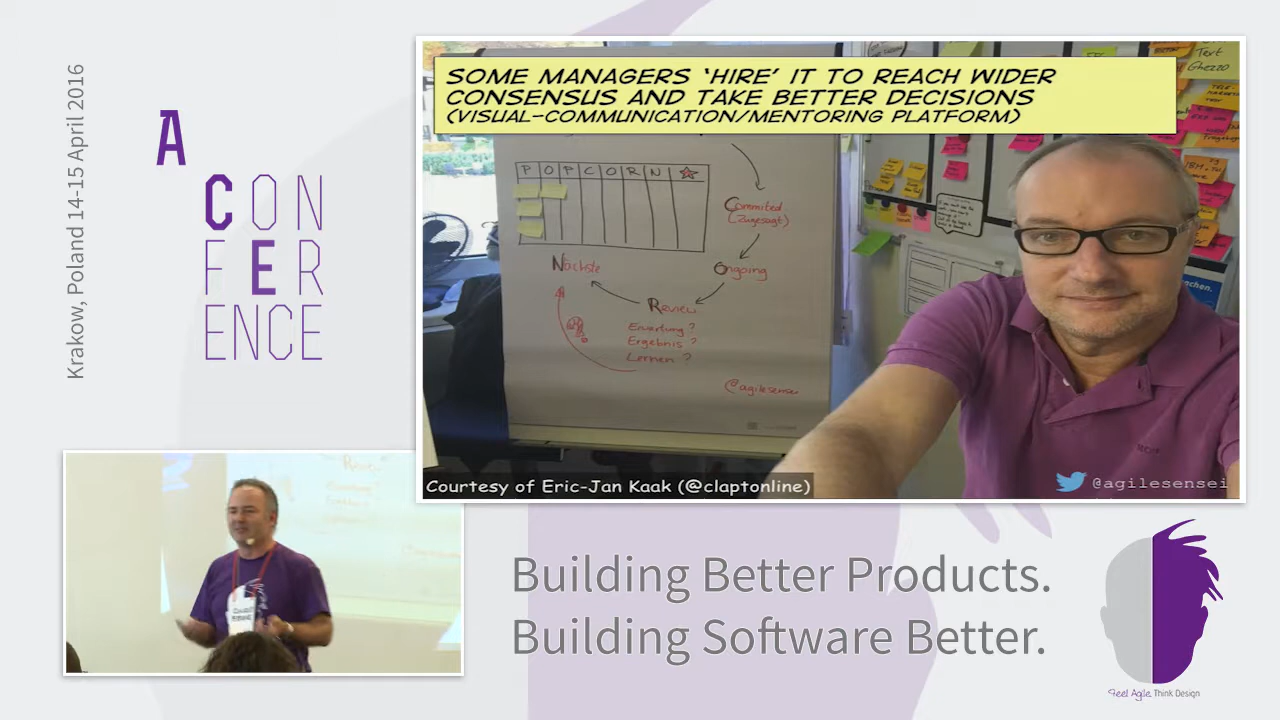 Krakow, Poland 14-15 April 2016
A
CON
FER
ENCE
SOME MANAGERS ‘HIRE’ IT TO REACH WIDER
CONSENSUS AND TAKE BETTER DECISIONS
(VISUAL-COMMUNICATION/MENTORING PLATFORM)
P O P C O R N
Commited
(Zugesagt)
Ongoing
Review
Nächste
Erwartung?
Ergebnis?
Lernen?
@agilesensei
Text
Courtesy of Eric-Jan Kaak (@claptonline)
@agilesensei
Building Better Products.
Building Software Better.
Feel Agile. Think Design